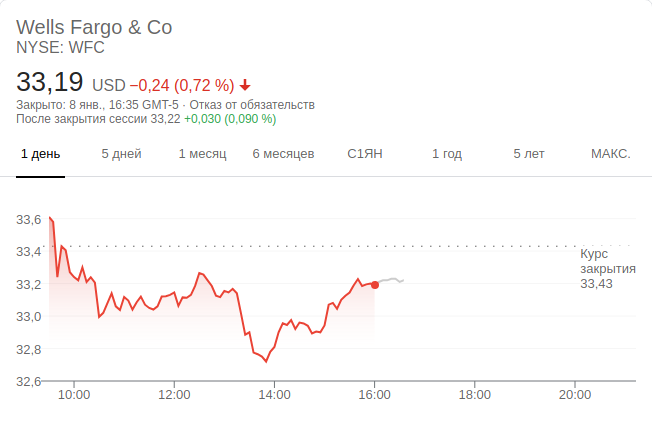 Wells Fargo & Co
NYSE: WFC
33,19 USD −0,24 (0,72 %)
Закрыто: 8 янв., 16:35 GMT-5 · Отказ от обязательств
После закрытия сессии 33,22 +0,030 (0,090 %)
1 день 5 дней 1 месяц 6 месяцев С1ЯН 1 год 5 лет МАКС.
33,6
33,4
Курс
закрытия
33,43
33,2
33,0
32,8
32,6
10:00 12:00 14:00 16:00 18:00 20:00